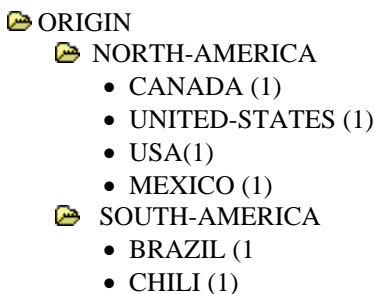 ORIGIN
NORTH-AMERICA
• CANADA (1)
• UNITED-STATES (1)
• USA(1)
• MEXICO (1)
SOUTH-AMERICA
• BRAZIL (1
• CHILI (1)